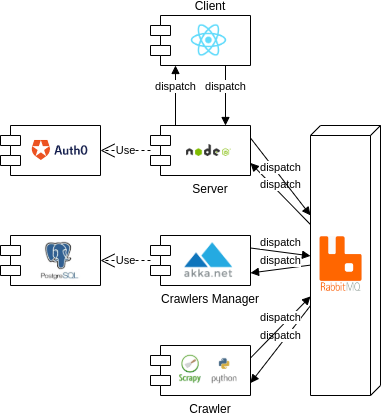 Client
dispatch
dispatch
Auth0
Use
node
Server
dispatch
dispatch
PostgreSQL
Use
akka.net
Crawlers Manager
dispatch
dispatch
RabbitMQ
dispatch
dispatch
Scrapy
python
Crawler